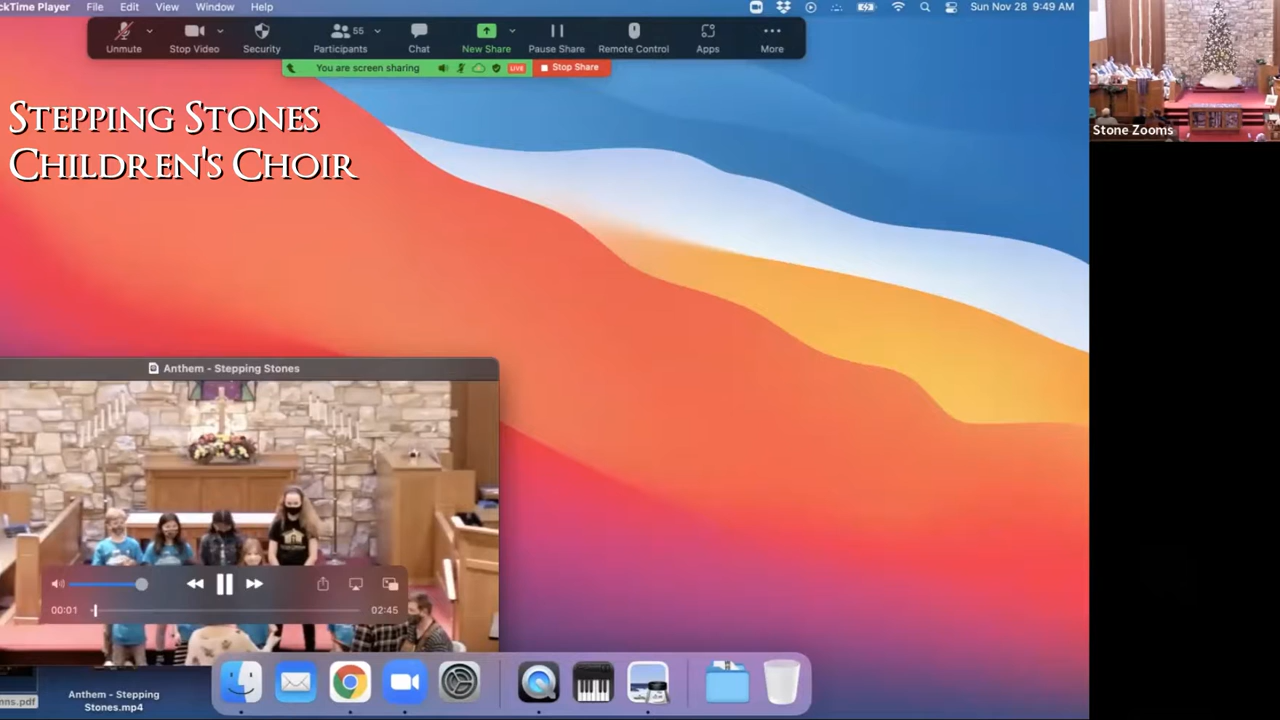 ckTime Player File Edit View Window Help Sun Nov 28 9:49 AM
55
Unmute Stop Video Security Participants Chat New Share Pause Share Remote Control Apps More
You are screen sharing LIVE Stop Share
Stepping Stones
Children's Choir
Stone Zooms
Anthem - Stepping Stones
00:01 02:45
nns.pdf
Anthem - Stepping
Stones.mp4